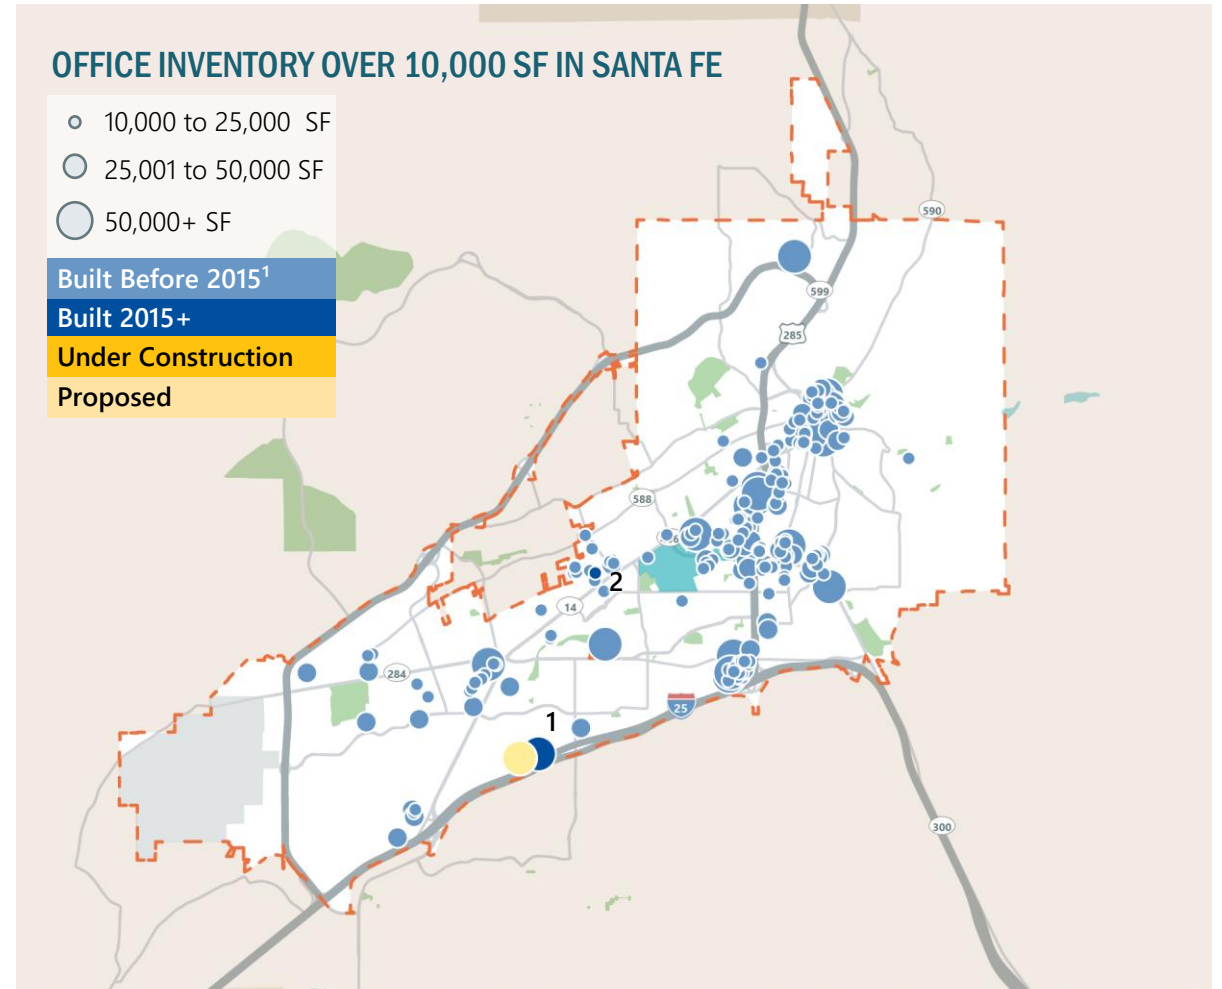 OFFICE INVENTORY OVER 10,000 SF IN SANTA FE
10,000 to 25,000 SF
25,001 to 50,000 SF
50,000+ SF
Built Before 2015¹
Built 2015+
Under Construction
Proposed
590
599
285
588
6
2
14
284
25
1
300